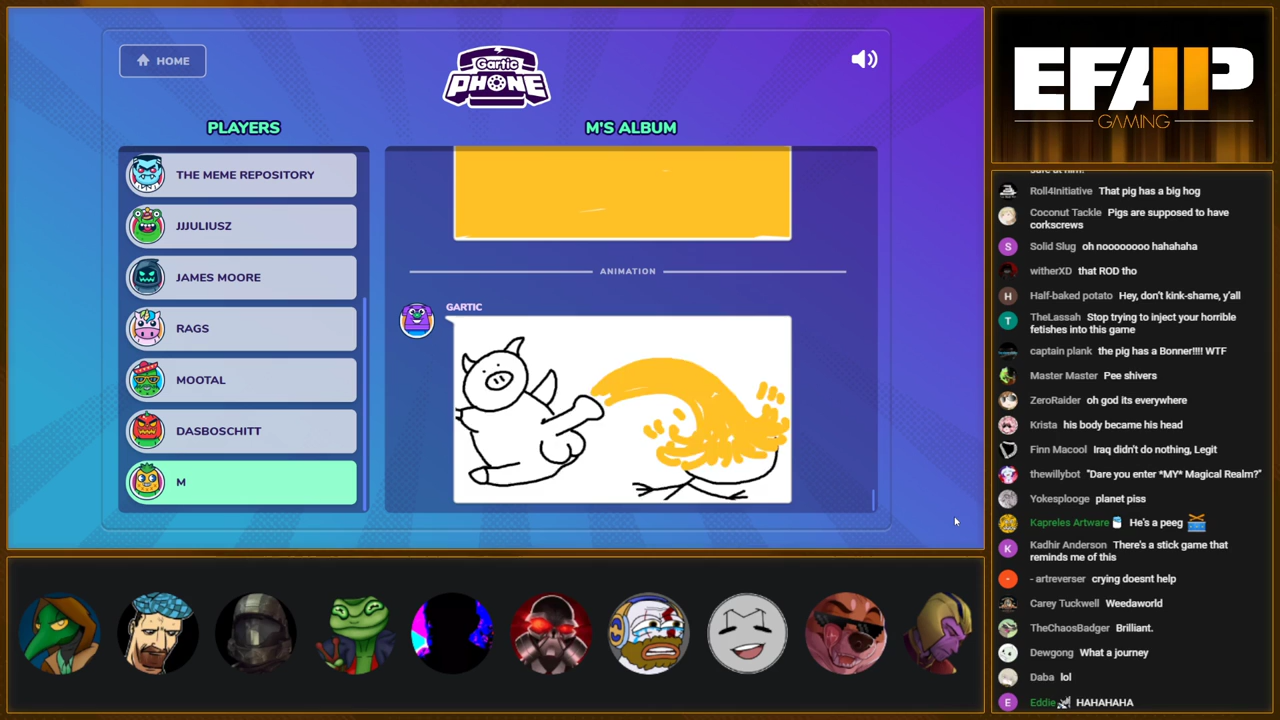 HOME
Gartic
PHONE
PLAYERS
THE MEME REPOSITORY
JJJULIUSZ
JAMES MOORE
RAGS
MOOTAL
DASBOSCHITT
M
M'S ALBUM
ANIMATION
GARTIC
EFAP
GAMING
Roll4Initiative That pig has a big hog
Coconut Tackle Pigs are supposed to have
corkscrews
S
Solid Slug oh nooooooo hahahaha
witherXD that ROD tho
H
Half-baked potato Hey, don't kink-shame, y'all
T
TheLassah Stop trying to inject your horrible
fetishes into this game
captain plank the pig has a Bonner!!!! WTF
Master Master Pee shivers
ZeroRaider oh god its everywhere
Krista his body became his head
Finn Macool Iraq didn't do nothing, Legit
thewillybot "Dare you enter *MY* Magical Realm?"
Yokesplooge planet piss
Kapreles Artware He's a peeg
K
Kadhir Anderson There's a stick game that
reminds me of this
- artreverser crying doesnt help
Carey Tuckwell Weedaworld
TheChaosBadger Brilliant.
Dewgong What a journey
Daba lol
E
Eddie HAHAHAHA